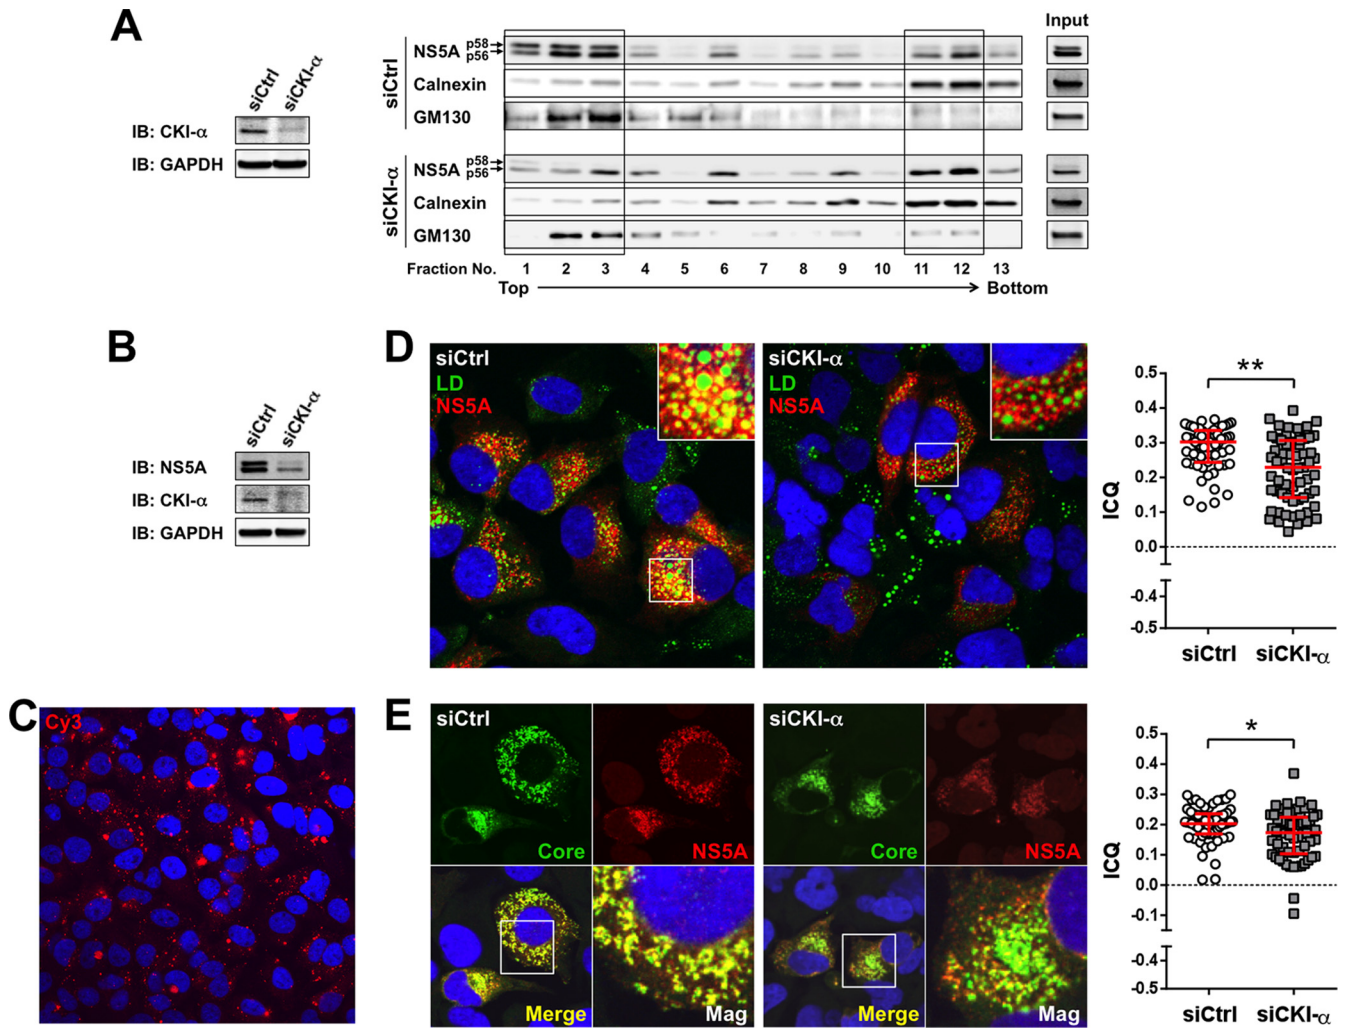 A
siCtrl
siCKI-α
IB: CKI-α
IB: GAPDH
Input
siCtrl
NS5A p58
p56
Calnexin
GM130
siCKI-α
NS5A p58
p56
Calnexin
GM130
Fraction No. 1 2 3 4 5 6 7 8 9 10 11 12 13
Top Bottom
B
siCtrl
siCKI-α
IB: NS5A
IB: CKI-α
IB: GAPDH
C
Cy3
D
siCtrl
LD
NS5A
siCKI-α
LD
NS5A
**
ICQ
0.5
0.4
0.3
0.2
0.1
0.0
-0.4
-0.5
siCtrl siCKI-α
E
siCtrl
Core
NS5A
Merge
Mag
siCKI-α
Core
NS5A
Merge
Mag
*
ICQ
0.5
0.4
0.3
0.2
0.1
0.0
-0.1
-0.4
-0.5
siCtrl siCKI-α